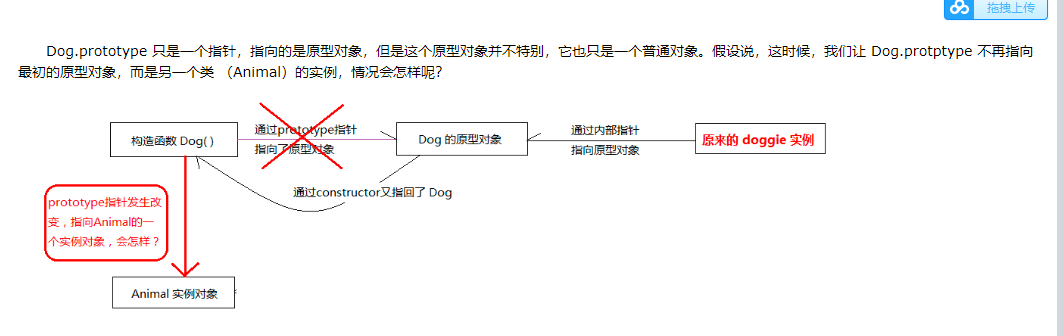 拖拽上传
Dog.prototype 只是一个指针，指向的是原型对象，但是这个原型对象并不特别，它也只是一个普通对象。假设说，这时候，我们让 Dog.protptype 不再指向
最初的原型对象，而是另一个类 （Animal）的实例，情况会怎样呢？
构造函数 Dog( )
通过prototype指针
指向了原型对象
Dog 的原型对象
通过内部指针
指向原型对象
原来的 doggie 实例
通过constructor又指回了 Dog
prototype指针发生改
变，指向Animal的一
个实例对象，会怎样？
Animal 实例对象